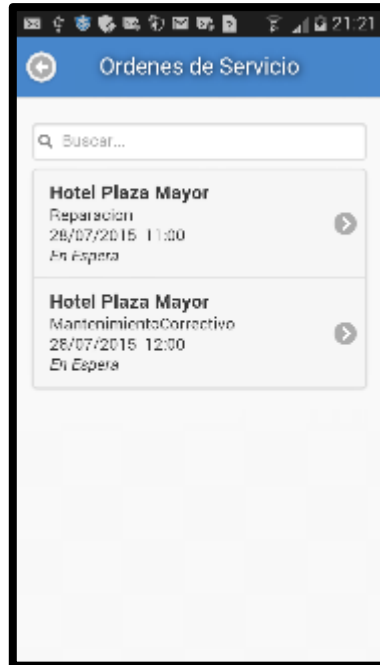 21:21
Ordenes de Servicio
Buscar...
Hotel Plaza Mayor
Reparacion
28/07/2015 11:00
En Espera
Hotel Plaza Mayor
MantenimientoCorrectivo
28/07/2015 12:00
En Espera